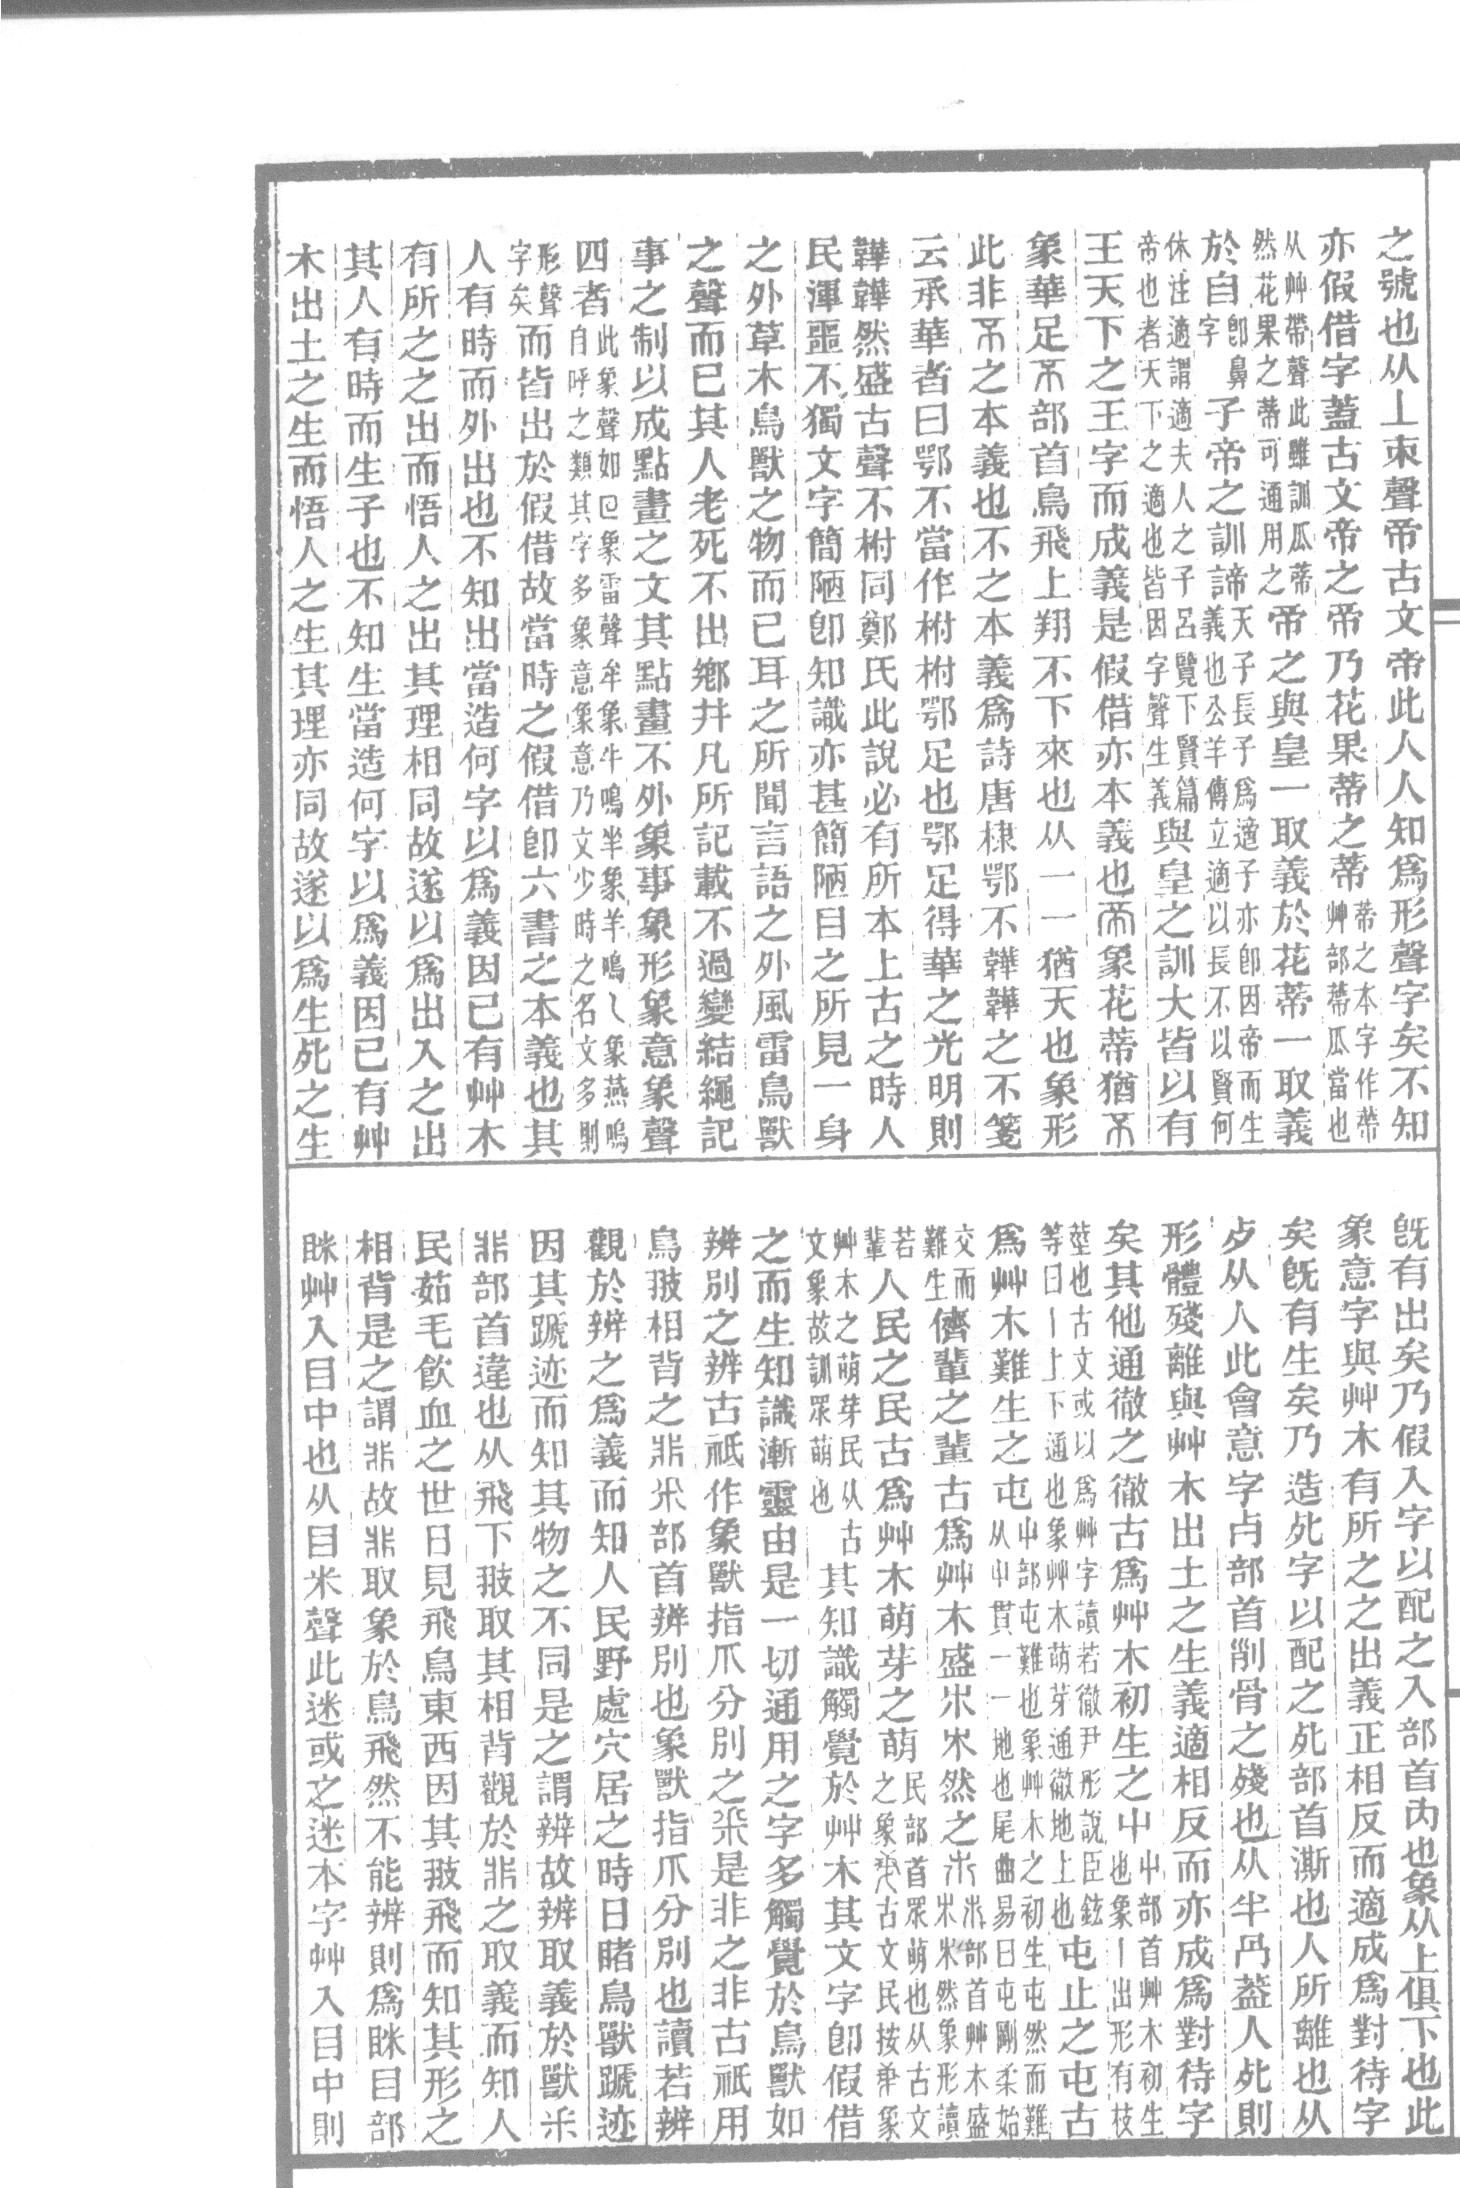 之號也从丄朿聲帝古文帝此人人知爲形聲字矣不知
亦假借字蓋古文帝之帝乃花果蒂之蒂蒂之本字作蔕艸部蔕瓜當也
从艸帶聲此雖訓瓜蒂然花果之蒂可通用之帝之與皇一取義於花蒂一取義
於自字卽鼻子帝之訓諦天子長子爲適子亦卽因帝而生義也公羊傳立適以長不以賢何
休注適謂適夫人之子呂覽下賢篇帝也者天下之適也皆因字聲生義與皇之訓大皆以有
王天下之王字而成義是假借亦本義也帀象花蒂猶不
象華足不部首鳥飛上翔不下來也从一一猶天也象形
此非不之本義也不之本義爲詩唐棣鄂不韡韡之不箋
云承華者曰鄂不當作柎柎鄂足也鄂足得華之光明則
韡韡然盛古聲不柎同鄭氏此說必有所本上古之時人
民渾噩不獨文字簡陋卽知識亦甚簡陋目之所見一身
之外草木鳥獸之物而已耳之所聞言語之外風雷鳥獸
之聲而已其人老死不出鄉井凡所記載不過變結繩記
事之制以成點畫之文其點畫不外象事象形象意象聲
四者此象聲如囘象雷聲牟象牛鳴羋象羊鳴乀象燕鳴自呼之類其字多象意象意乃文少時之名文多則
形聲字矣而皆出於假借故當時之假借卽六書之本義也其
人有時而外出也不知出當造何字以爲義因已有艸木
有所之之出而悟人之出其理相同故遂以爲出入之出
其人有時而生子也不知生當造何字以爲義因已有艸
木出土之生而悟人之生其理亦同故遂以爲生死之生
旣有出矣乃假入字以配之入部首內也象从上俱下也此
象意字與艸木有所之之出義正相反而適成爲對待字
矣旣有生矣乃造死字以配之死部首澌也人所離也从
歺从人此會意字歺部首𠛱骨之殘也从半冎蓋人死則
形體殘離與艸木出土之生義適相反而亦成爲對待字
矣其他通徹之徹古爲艸木初生之屮屮部首艸木初生也象丨出形有枝
莖也古文或以爲艸字讀若徹尹彤說臣鉉等曰丨上下通也象艸木萌芽通徹地上也屯止之屯古
爲艸木難生之屯屮部屯難也象艸木之初生屯然而難从屮貫一一地也尾曲易曰屯剛柔始
交而難生儕輩之輩古爲艸木盛𣎵𣎵然之𣎵𣎵部首艸木盛𣎵𣎵然象形讀
若輩人民之民古爲艸木萌芽之萌民部首眾萌也从古文之象𠘽古文民按𠘽象
艸木之萌芽民从古文象故訓眾萌也其知識觸覺於艸木其文字卽假借
之而生知識漸靈由是一切通用之字多觸覺於鳥獸如
辨別之辨古祇作象獸指爪分別之釆是非之非古祇用
鳥翄相背之非釆部首辨別也象獸指爪分別也讀若辨
觀於辨之爲義而知人民野處穴居之時日睹鳥獸蹏迹
因其蹏迹而知其物之不同是之謂辨故辨取義於獸釆
非部首違也从飛下翄取其相背觀於非之取義而知人
民茹毛飮血之世日見飛鳥東西因其翄飛而知其形之
相背是之謂非故非取象於鳥飛然不能辨則爲眯目部
眯艸入目中也从目米聲此迷或之迷本字艸入目中則